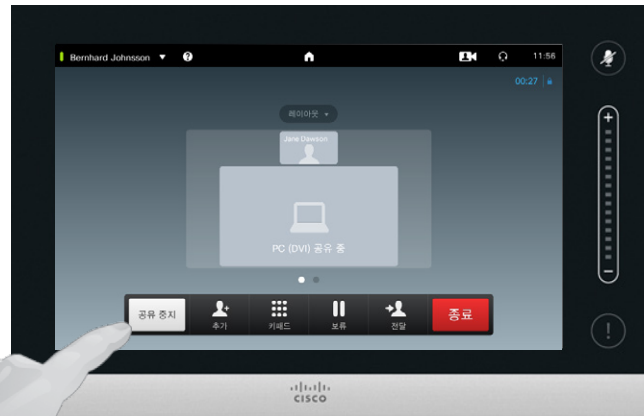 Bernhard Johnsson ▼ ? 11:56
00:27
레이아웃 ▼
Jane Dawson
PC (DVI) 공유 중
공유 중지 추가 키패드 보류 전달 종료
CISCO